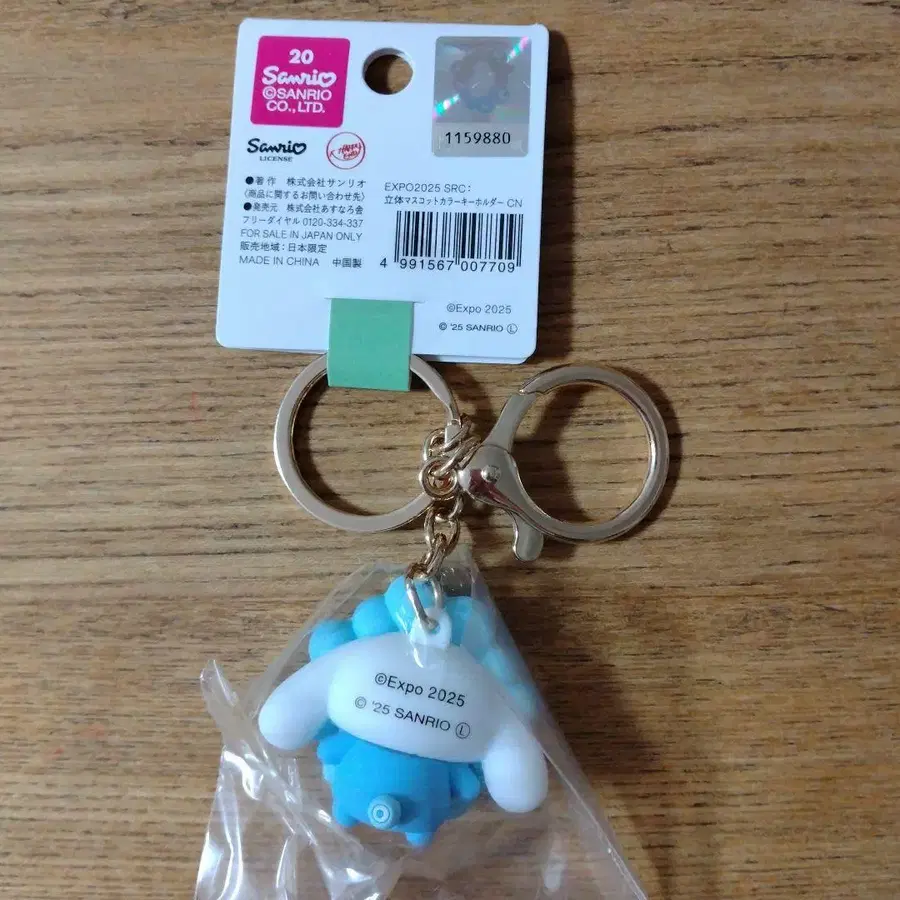 20
Sanrio
©SANRIO
CO., LTD.
1159880
Sanrio
LICENSE
●著作 株式会社サンリオ
(商品に関するお問い合わせ先)
●発売元 株式会社あすなろ舎
フリーダイヤル 0120-334-337
FOR SALE IN JAPAN ONLY
販売地域:日本限定
MADE IN CHINA 中国製
EXPO2025 SRC:
立体マスコットカラーキーホルダー CN
4 991567 007709
©Expo 2025
© '25 SANRIO Ⓛ
©Expo 2025
© '25 SANRIO Ⓛ